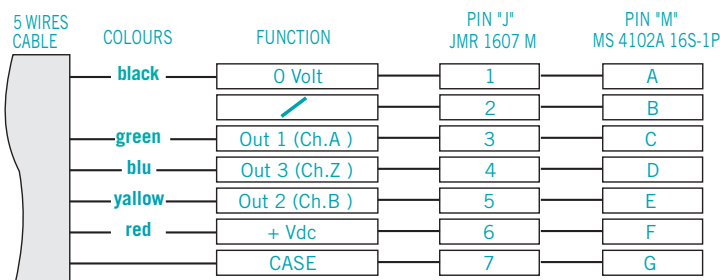 5 WIRES CABLE COLOURS FUNCTION PIN "J" JMR 1607 M PIN "M" MS 4102A 16S-1P
black 0 Volt 1 A
2 B
green Out 1 (Ch.A ) 3 C
blu Out 3 (Ch.Z ) 4 D
yallow Out 2 (Ch.B ) 5 E
red + Vdc 6 F
CASE 7 G